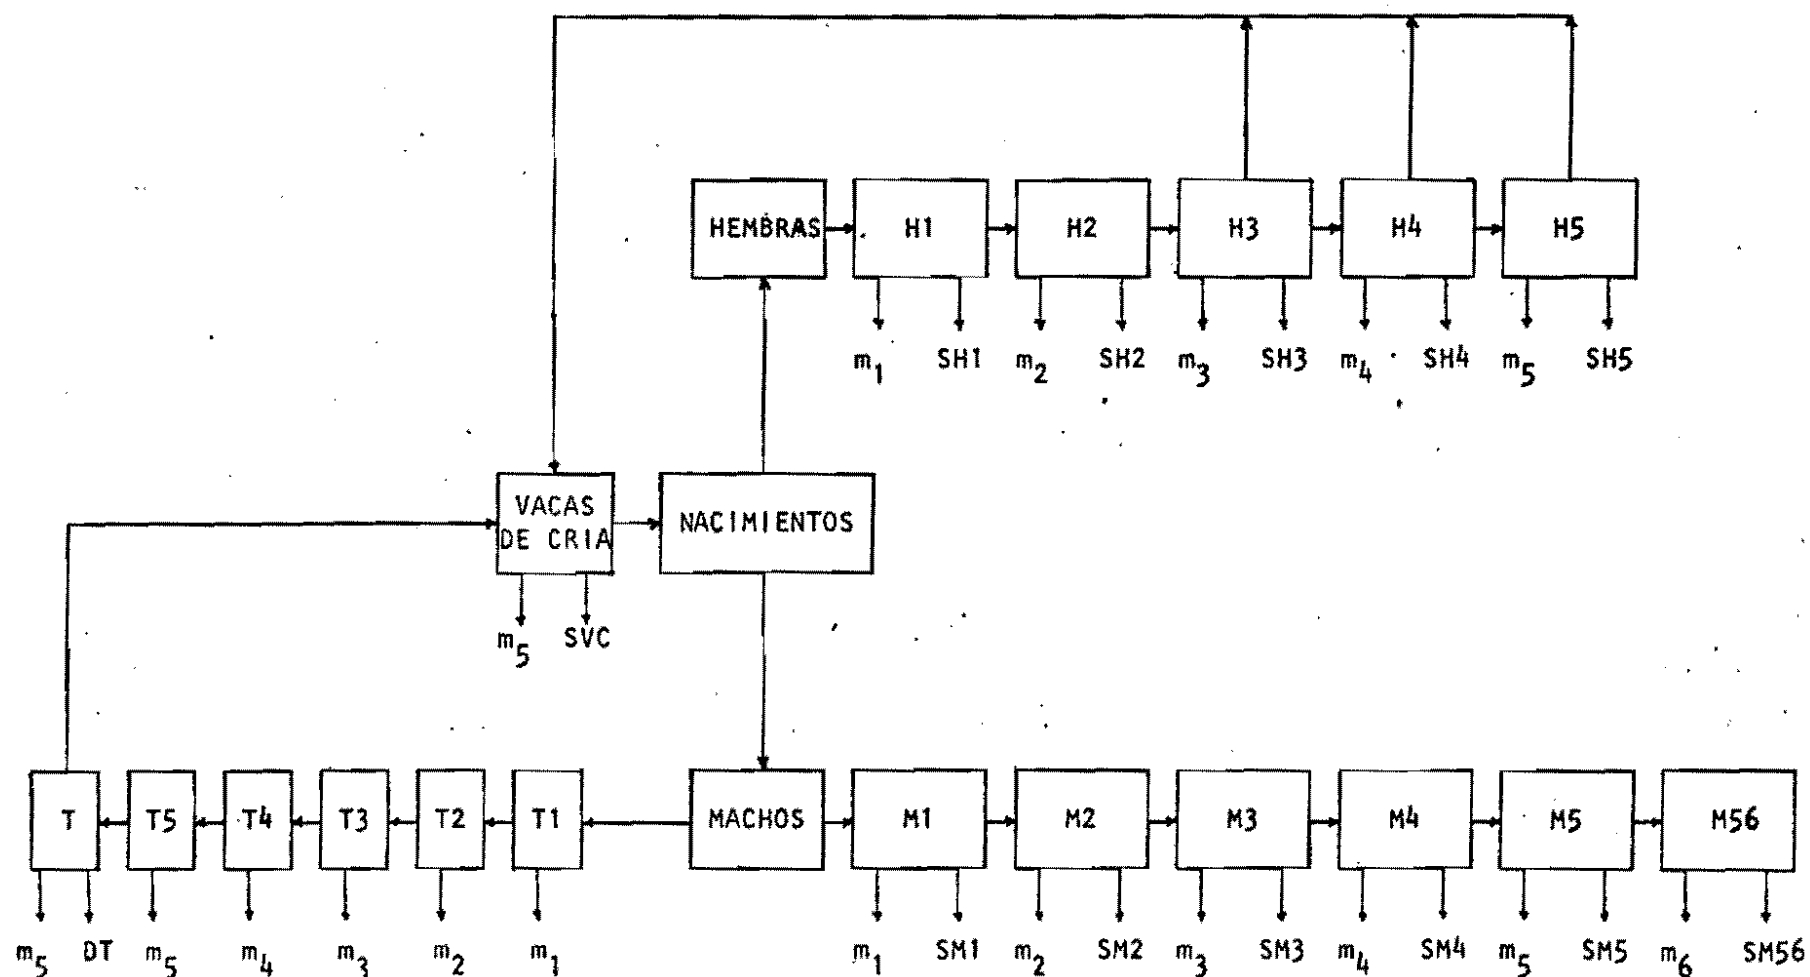 HEMBRAS H1 H2 H3 H4 H5
m1 SH1 m2 SH2 m3 SH3 m4 SH4 m5 SH5
VACAS
DE CRIA
NACIMIENTOS
m5 SVC
T T5 T4 T3 T2 T1 MACHOS M1 M2 M3 M4 M5 M56
m5 DT m5 m4 m3 m2 m1 m1 SM1 m2 SM2 m3 SM3 m4 SM4 m5 SM5 m6 SM56